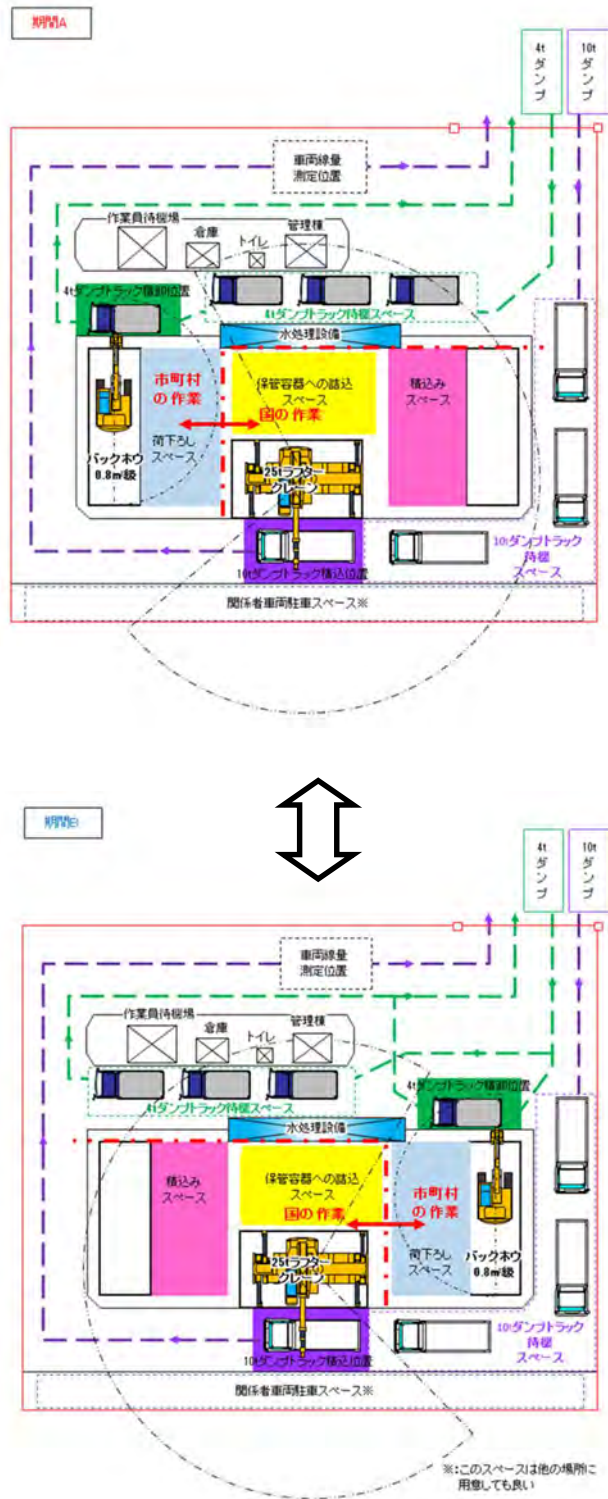 期間A
4t
ダンプ
10t
ダンプ
車両線量
測定位置
作業員待機場
倉庫
トイレ
管理棟
4tダンプトラック荷卸位置
4tダンプトラック待機スペース
水処理設備
市町村
の作業
保管容器への詰込
スペース
国の作業
積込み
スペース
荷下ろし
スペース
バックホウ
0.8㎥級
25tラフター
クレーン
10tダンプトラック
待機
スペース
10tダンプトラック積込位置
関係者車両駐車スペース※
期間B
4t
ダンプ
10t
ダンプ
車両線量
測定位置
作業員待機場
倉庫
トイレ
管理棟
4tダンプトラック荷卸位置
4tダンプトラック待機スペース
水処理設備
積込み
スペース
保管容器への詰込
スペース
国の作業
市町村
の作業
荷下ろし
スペース
バックホウ
0.8㎥級
25tラフター
クレーン
10tダンプトラック
待機
スペース
10tダンプトラック積込位置
関係者車両駐車スペース※
※:このスペースは他の場所に
用意しても良い